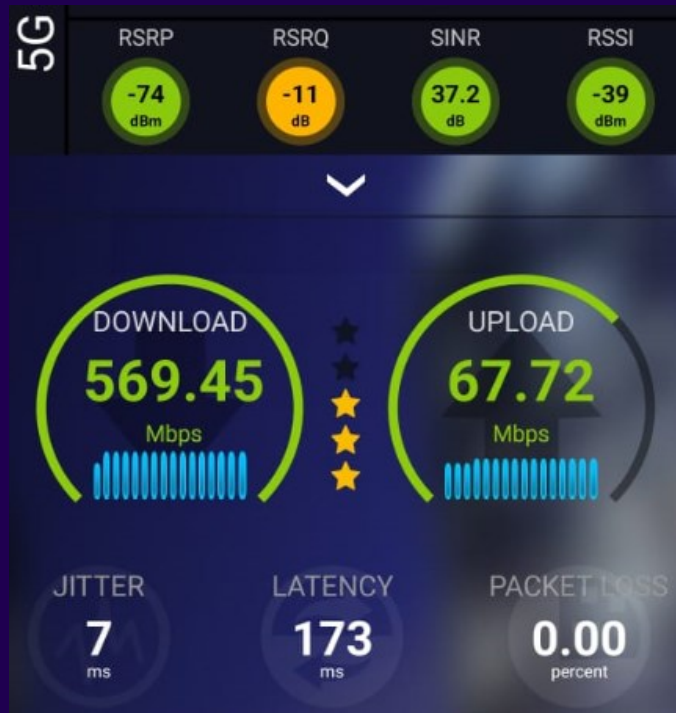 5G
RSRP RSRQ SINR RSSI
-74 -11 37.2 -39
dBm dB dB dBm
DOWNLOAD UPLOAD
569.45 67.72
Mbps Mbps
JITTER LATENCY PACKET LOSS
7 173 0.00
ms ms percent